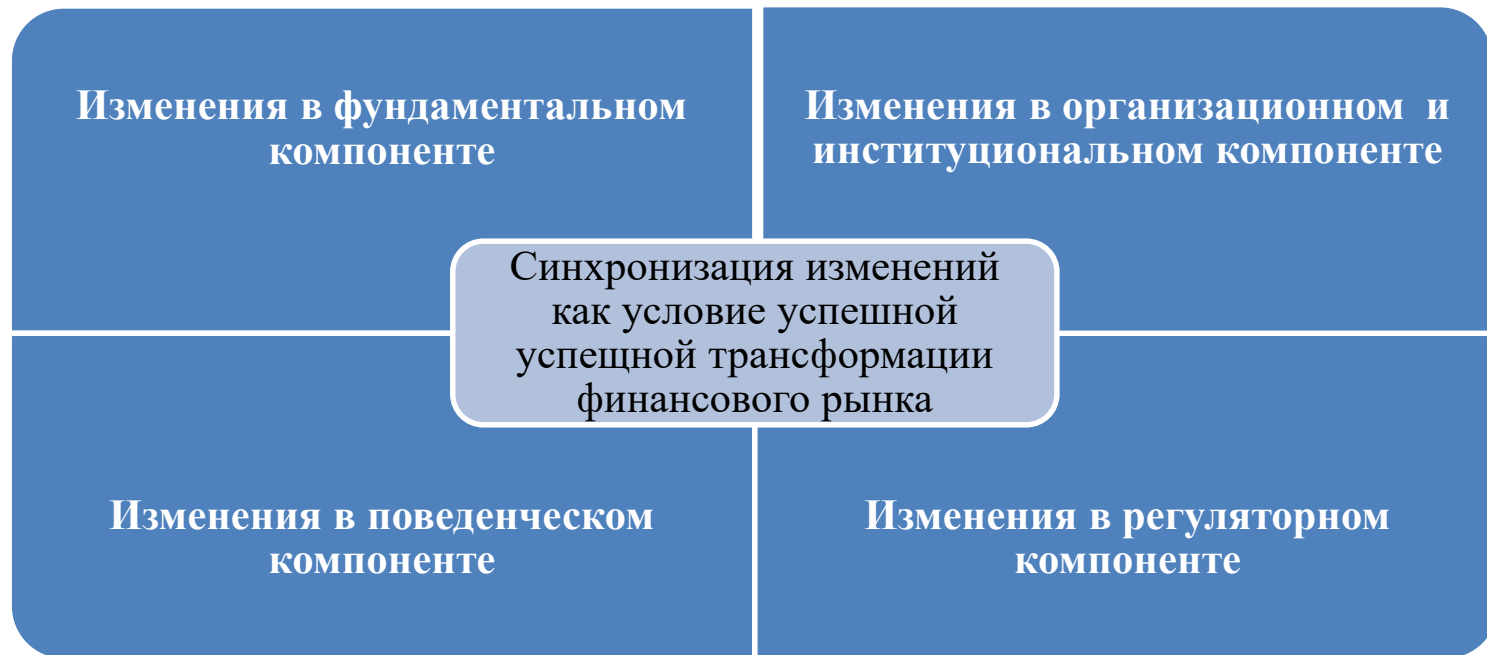 Изменения в фундаментальном
компоненте
Изменения в организационном  и
институциональном компоненте
Синхронизация изменений
как условие успешной
успещной трансформации
финансового рынка
Изменения в поведенческом
компоненте
Изменения в регуляторном
компоненте